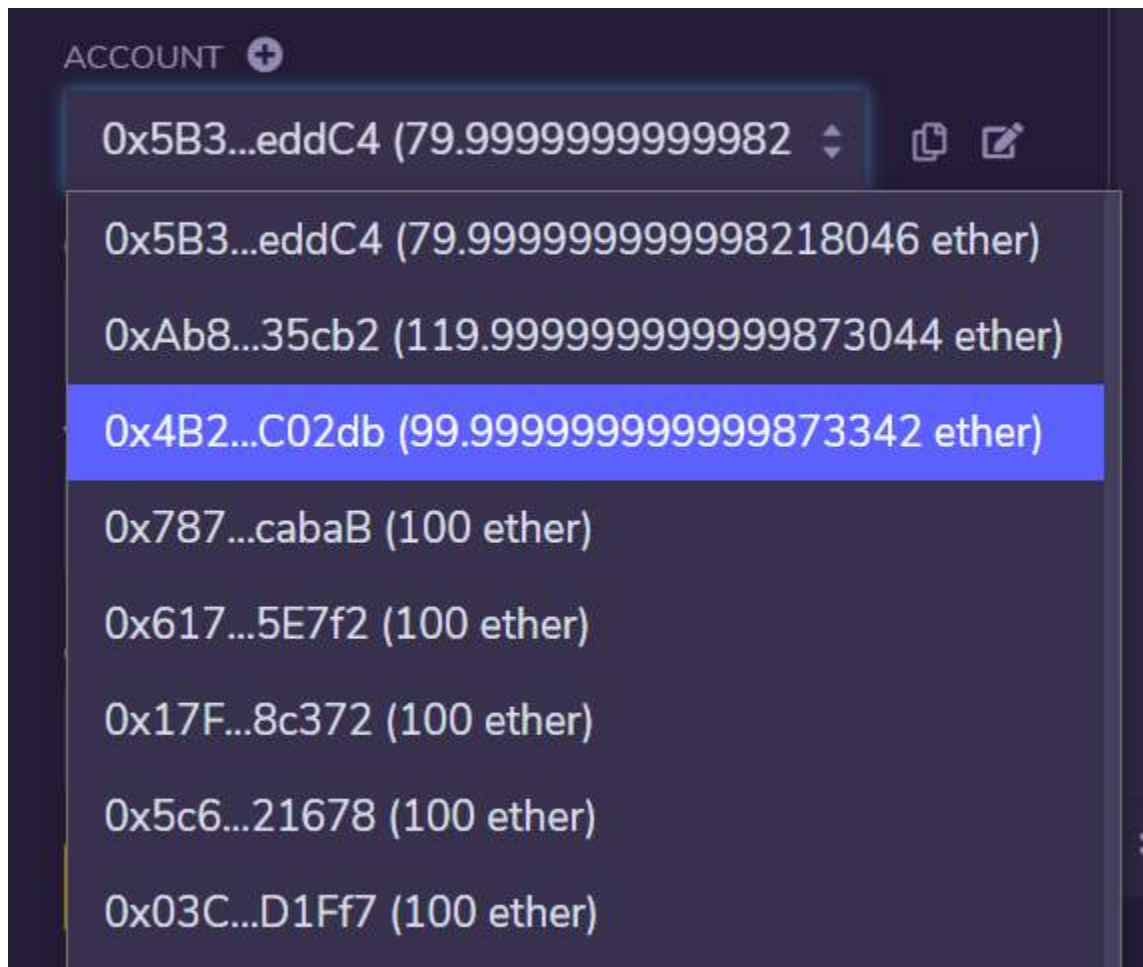 ACCOUNT
0x5B3...eddC4 (79.9999999999982
0x5B3...eddC4 (79.999999999998218046 ether)
0xAb8...35cb2 (119.999999999999873044 ether)
0x4B2...C02db (99.999999999999873342 ether)
0x787...cabaB (100 ether)
0x617...5E7f2 (100 ether)
0x17F...8c372 (100 ether)
0x5c6...21678 (100 ether)
0x03C...D1Ff7 (100 ether)